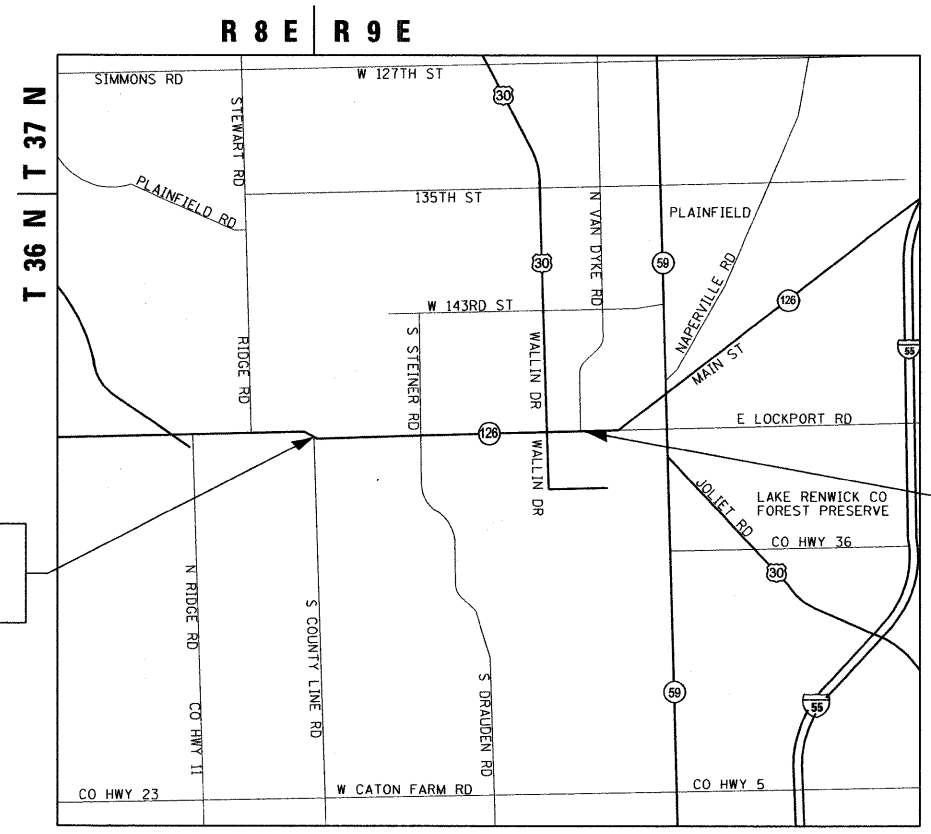 R 8 E R 9 E
T 37 N
T 36 N
SIMMONS RD
W 127TH ST
30
STEWART RD
PLAINFIELD RD
135TH ST
N VAN DYKE RD
PLAINFIELD
30
59
NAPERVILLE RD
126
W 143RD ST
S STEINER RD
RIDGE RD
WALLIN DR
MAIN ST
55
E LOCKPORT RD
126
WALLIN DR
JOLIET RD
LAKE RENWICK CO
FOREST PRESERVE
CO HWY 36
30
N RIDGE RD
S COUNTY LINE RD
S DRAUDEN RD
59
55
CO HWY 11
CO HWY 23
W CATON FARM RD
CO HWY 5